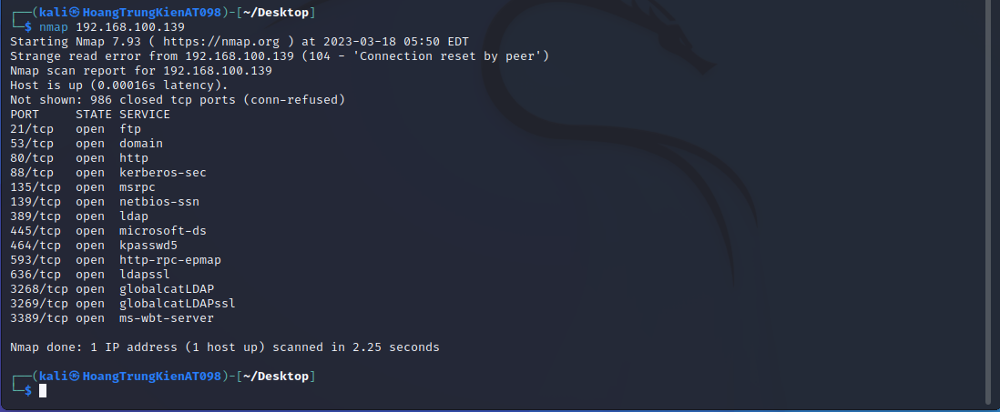 ┌──(kali㉿HoangTrungKienAT098)-[~/Desktop]
└─$ nmap 192.168.100.139
Starting Nmap 7.93 ( https://nmap.org ) at 2023-03-18 05:50 EDT
Strange read error from 192.168.100.139 (104 - 'Connection reset by peer')
Nmap scan report for 192.168.100.139
Host is up (0.00016s latency).
Not shown: 986 closed tcp ports (conn-refused)
PORT     STATE SERVICE
21/tcp   open  ftp
53/tcp   open  domain
80/tcp   open  http
88/tcp   open  kerberos-sec
135/tcp  open  msrpc
139/tcp  open  netbios-ssn
389/tcp  open  ldap
445/tcp  open  microsoft-ds
464/tcp  open  kpasswd5
593/tcp  open  http-rpc-epmap
636/tcp  open  ldapssl
3268/tcp open  globalcatLDAP
3269/tcp open  globalcatLDAPssl
3389/tcp open  ms-wbt-server

Nmap done: 1 IP address (1 host up) scanned in 2.25 seconds

┌──(kali㉿HoangTrungKienAT098)-[~/Desktop]
└─$